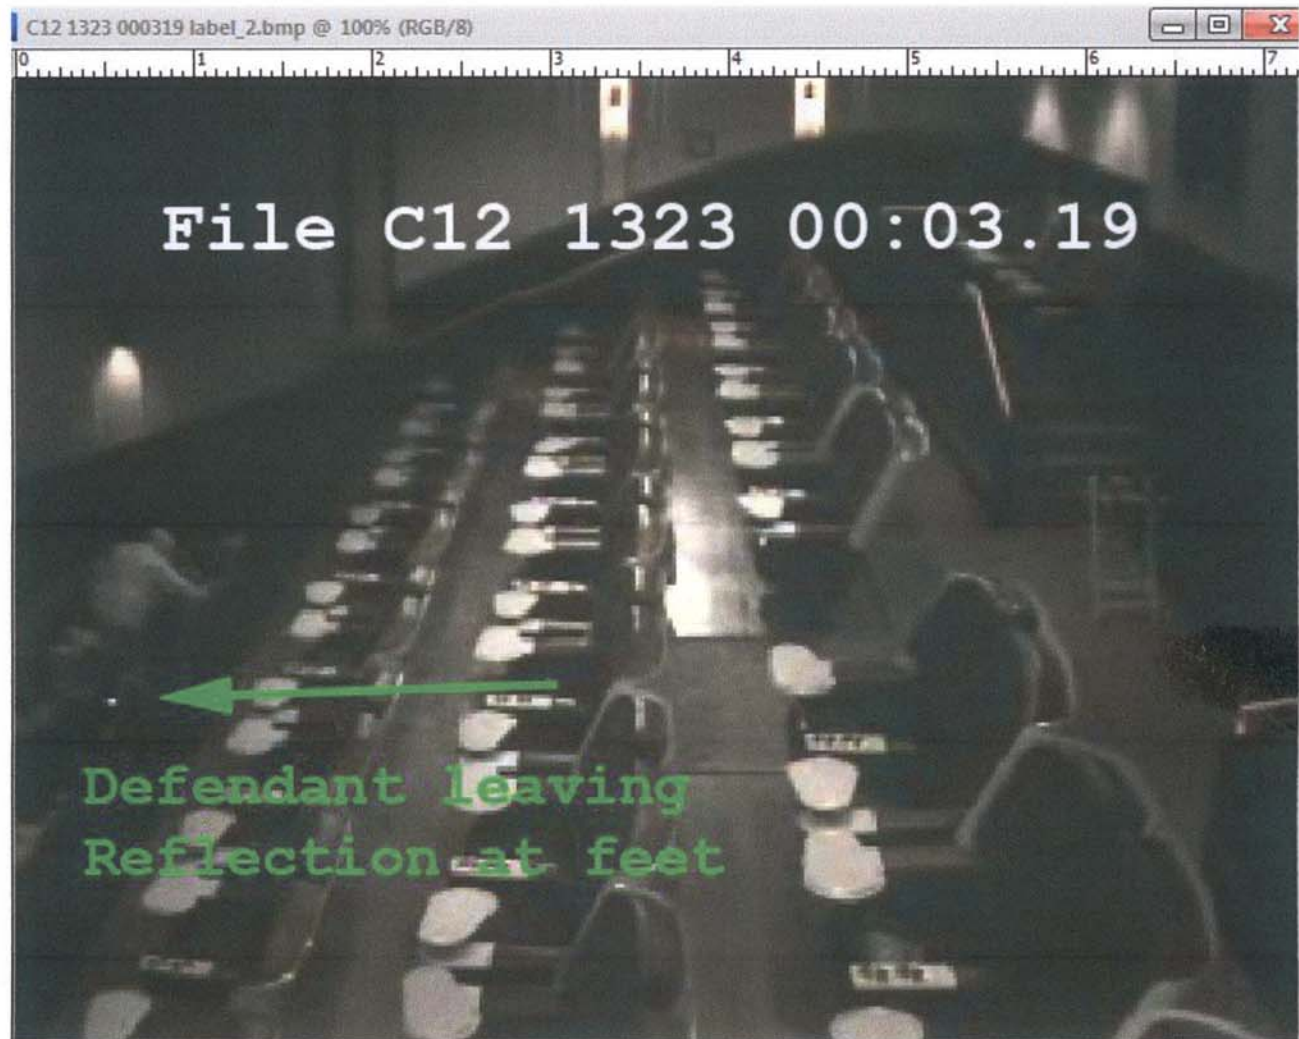 C12 1323 000319 label_2.bmp @ 100% (RGB/8)
0 1 2 3 4 5 6 7
File C12 1323 00:03.19
Defendant leaving
Reflection at feet